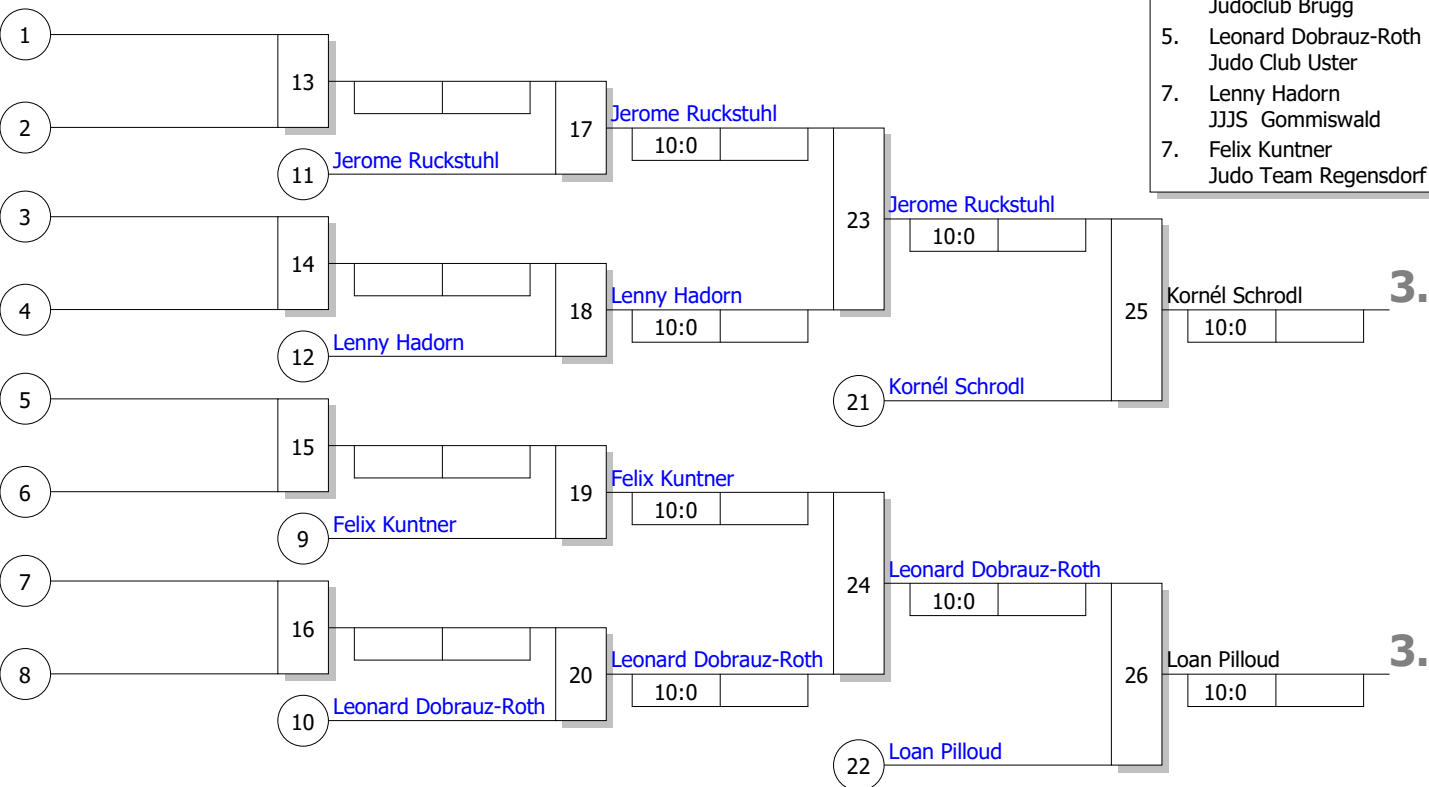 Judoclub Brugg
5. Leonard Dobrauz-Roth
Judo Club Uster
7. Lenny Hadorn
JJJS Gommiswald
7. Felix Kuntner
Judo Team Regensdorf
1
13
2
17
Jerome Ruckstuhl
10:0
11
Jerome Ruckstuhl
3
23
Jerome Ruckstuhl
10:0
14
4
18
Lenny Hadorn
10:0
12
Lenny Hadorn
25
Kornél Schrodl
10:0
3.
5
21
Kornél Schrodl
15
6
19
Felix Kuntner
10:0
9
Felix Kuntner
7
24
Leonard Dobrauz-Roth
10:0
16
8
20
Leonard Dobrauz-Roth
10:0
10
Leonard Dobrauz-Roth
26
Loan Pilloud
10:0
3.
22
Loan Pilloud